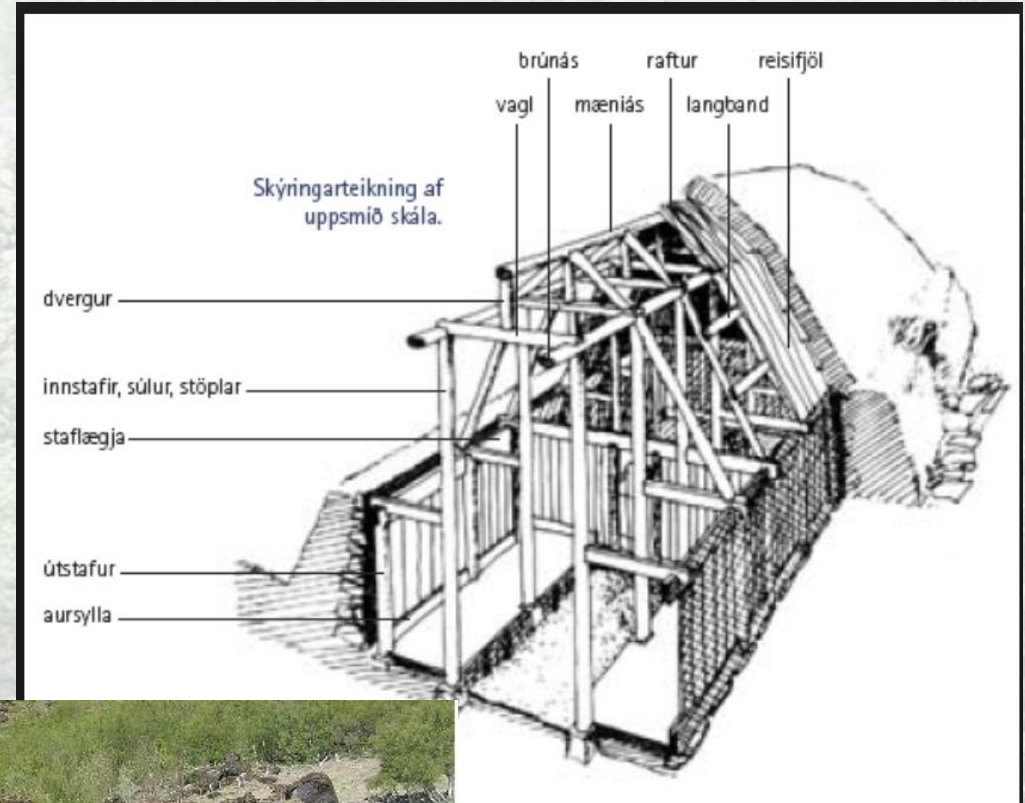 brúnás raftur reisifjöl
vagl mæniás langband
Skýringarteikning af
uppsmíð skála.
dvergur
innstafir, súlur, stöplar
staflægja
útstafur
aursylla